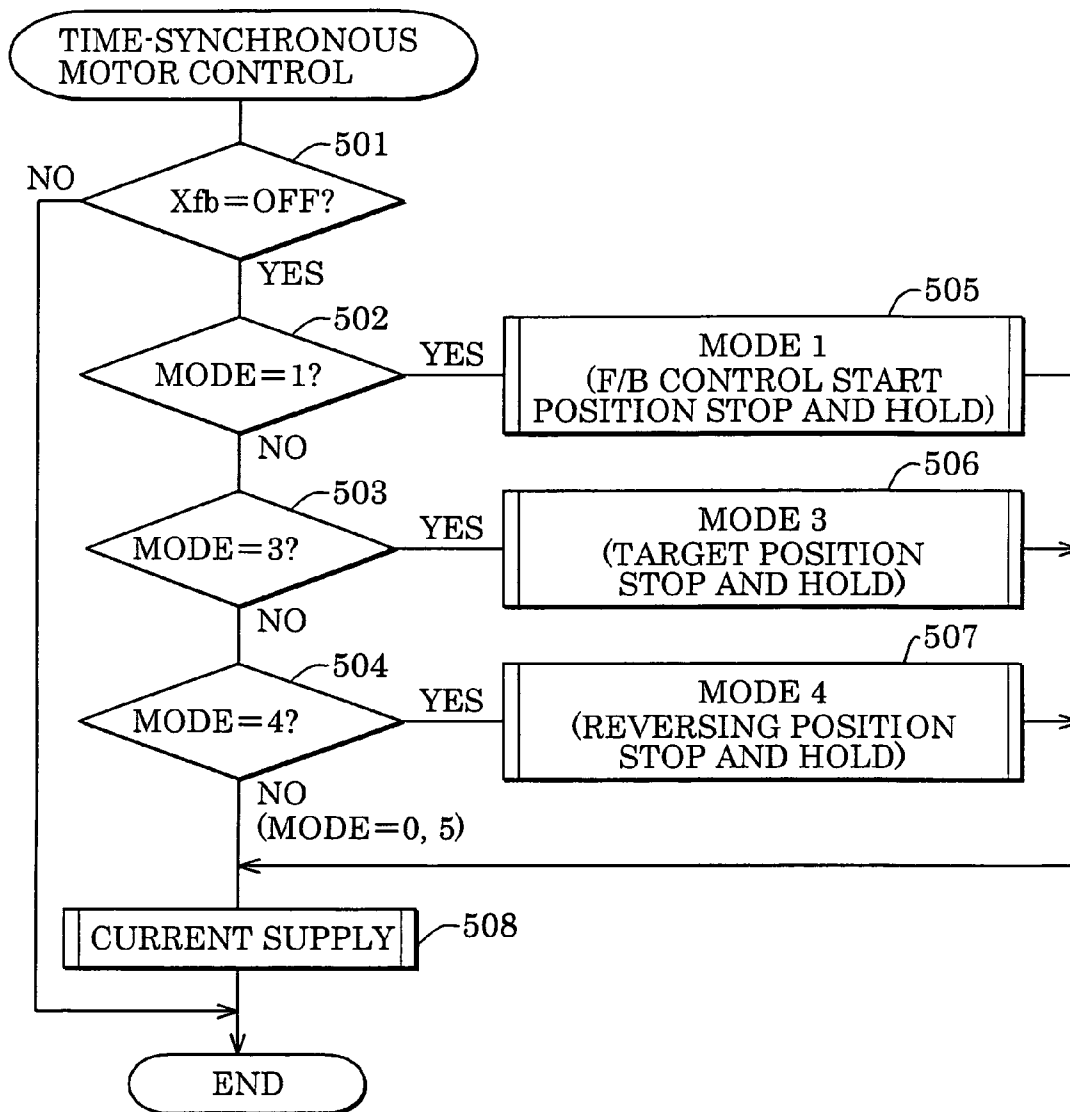 TIME-SYNCHRONOUS
MOTOR CONTROL
501
NO
Xfb=OFF?
YES
502
MODE=1?
YES
505
MODE 1
(F/B CONTROL START
POSITION STOP AND HOLD)
NO
503
MODE=3?
YES
506
MODE 3
(TARGET POSITION
STOP AND HOLD)
NO
504
MODE=4?
YES
507
MODE 4
(REVERSING POSITION
STOP AND HOLD)
NO
(MODE=0, 5)
CURRENT SUPPLY
508
END